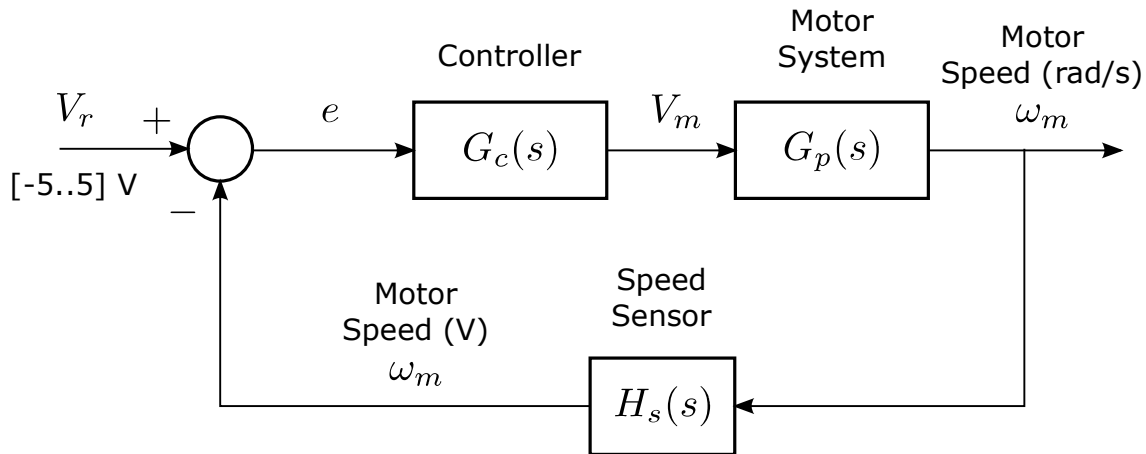 Motor
System
Motor
Speed (rad/s)
Controller
V_r
+
e
G_c(s)
V_m
G_p(s)
ω_m
[-5..5] V
−
Motor
Speed (V)
ω_m
Speed
Sensor
H_s(s)